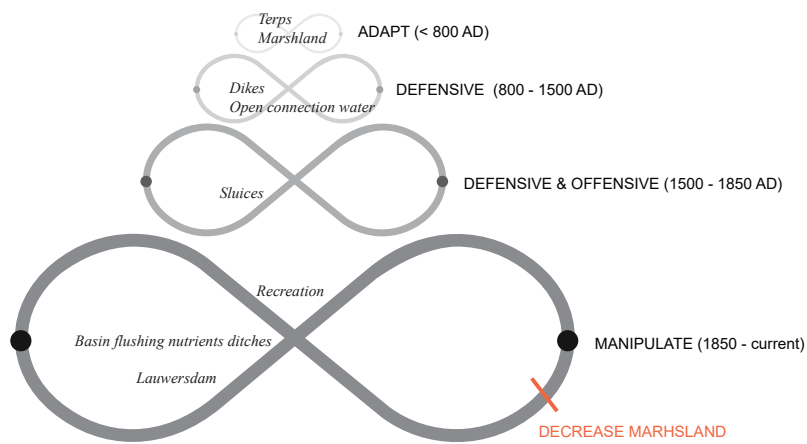 Terps
Marshland
ADAPT (< 800 AD)
Dikes
Open connection water
DEFENSIVE (800 - 1500 AD)
Sluices
DEFENSIVE & OFFENSIVE (1500 - 1850 AD)
Recreation
Basin flushing nutrients ditches
MANIPULATE (1850 - current)
Lauwersdam
DECREASE MARHSLAND